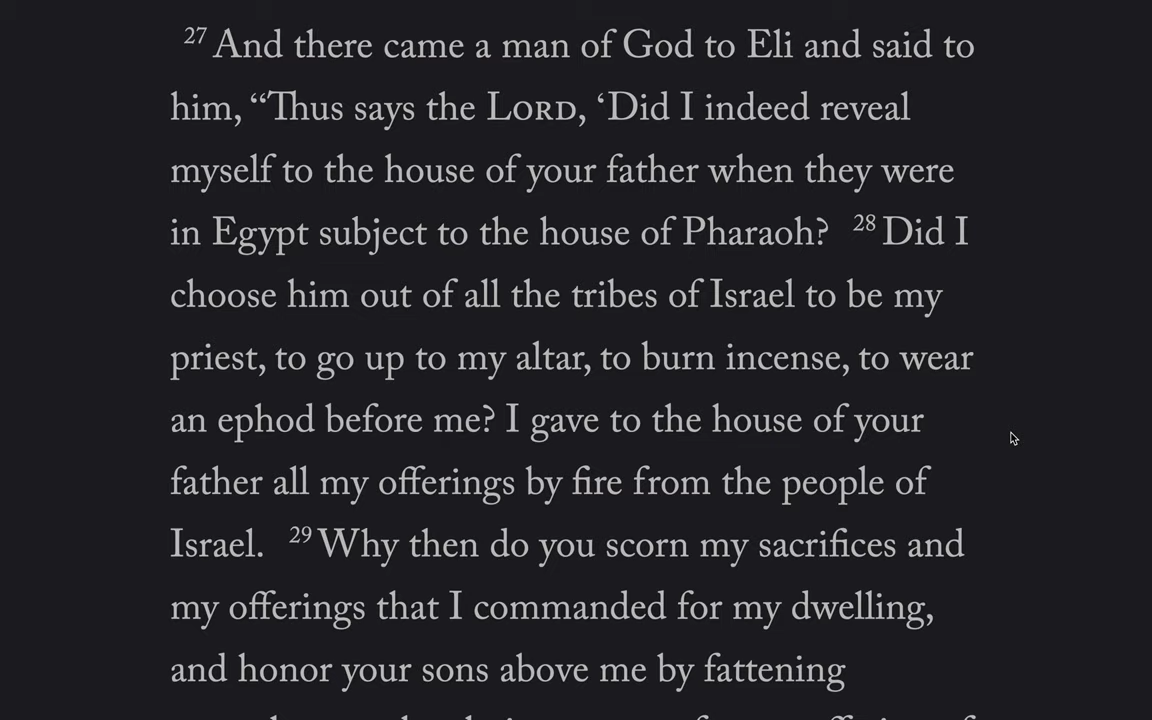 27 And there came a man of God to Eli and said to
him, “Thus says the LORD, ‘Did I indeed reveal
myself to the house of your father when they were
in Egypt subject to the house of Pharaoh? 28 Did I
choose him out of all the tribes of Israel to be my
priest, to go up to my altar, to burn incense, to wear
an ephod before me? I gave to the house of your
father all my offerings by fire from the people of
Israel. 29 Why then do you scorn my sacrifices and
my offerings that I commanded for my dwelling,
and honor your sons above me by fattening